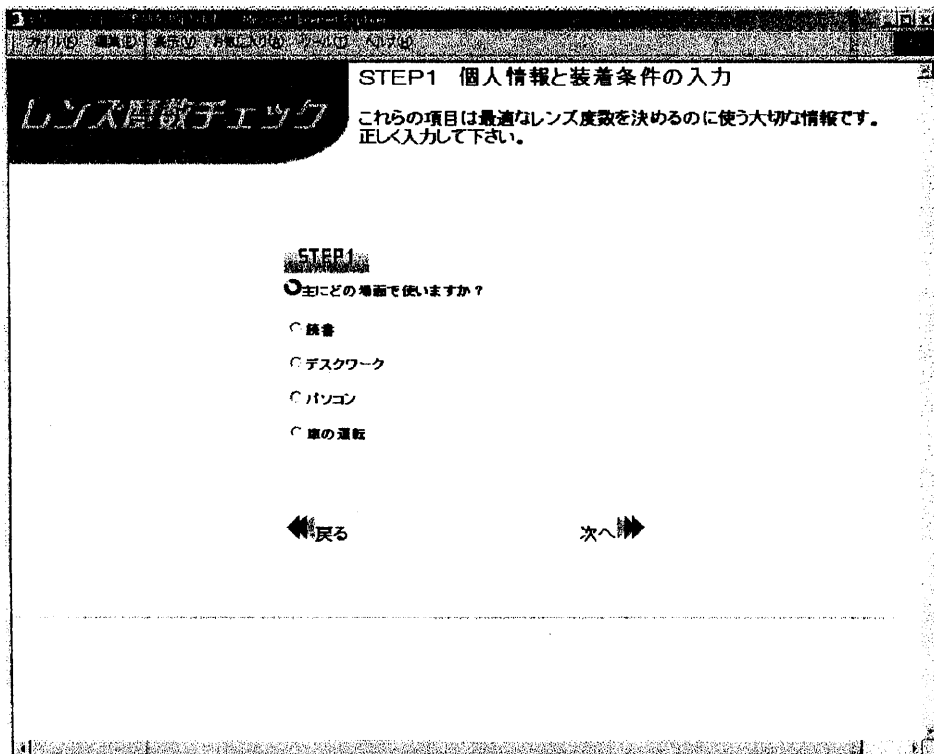 Microsoft Internet Explorer
レンズ度数チェック
STEP1 個人情報と装着条件の入力
これらの項目は最適なレンズ度数を決めるのに使う大切な情報です。
正しく入力して下さい。
STEP1
主にどの場面で使いますか？
読書
デスクワーク
パソコン
車の運転
戻る
次へ